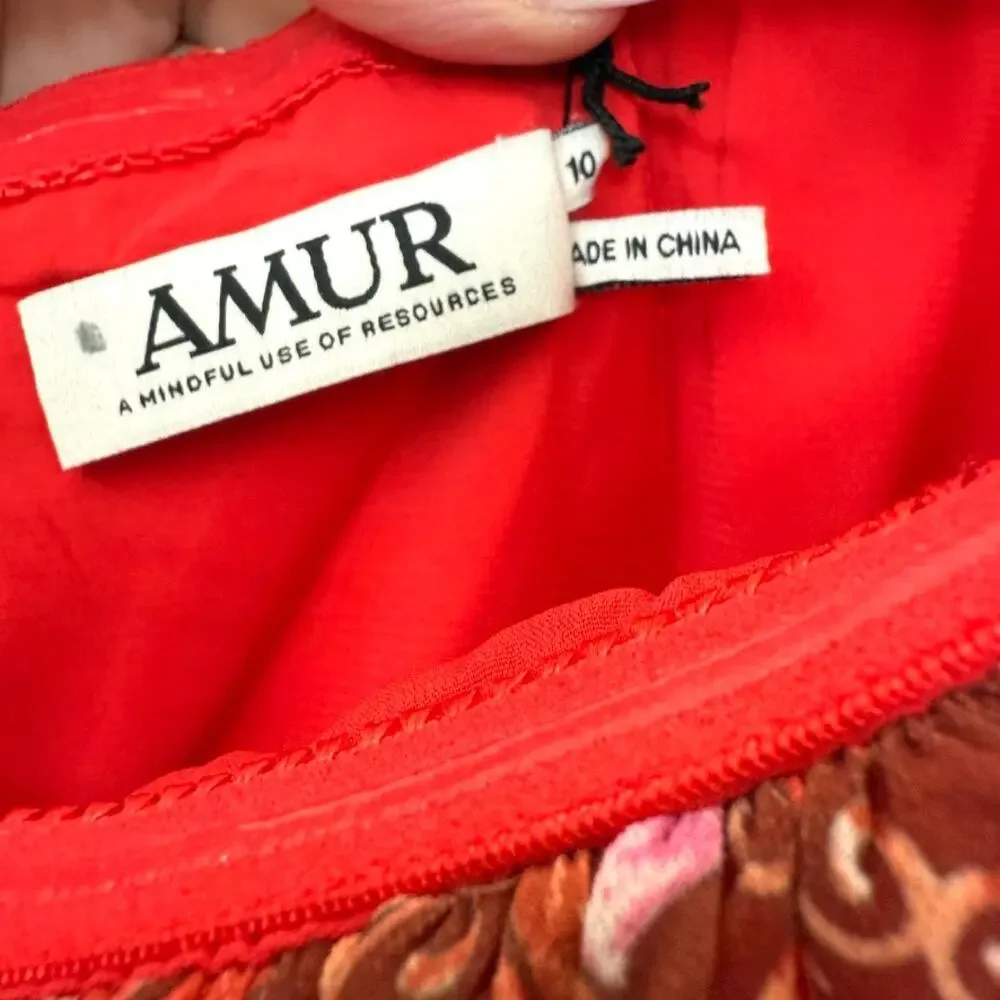 AMUR
A MINDFUL USE OF RESOURCES
10
ADE IN CHINA